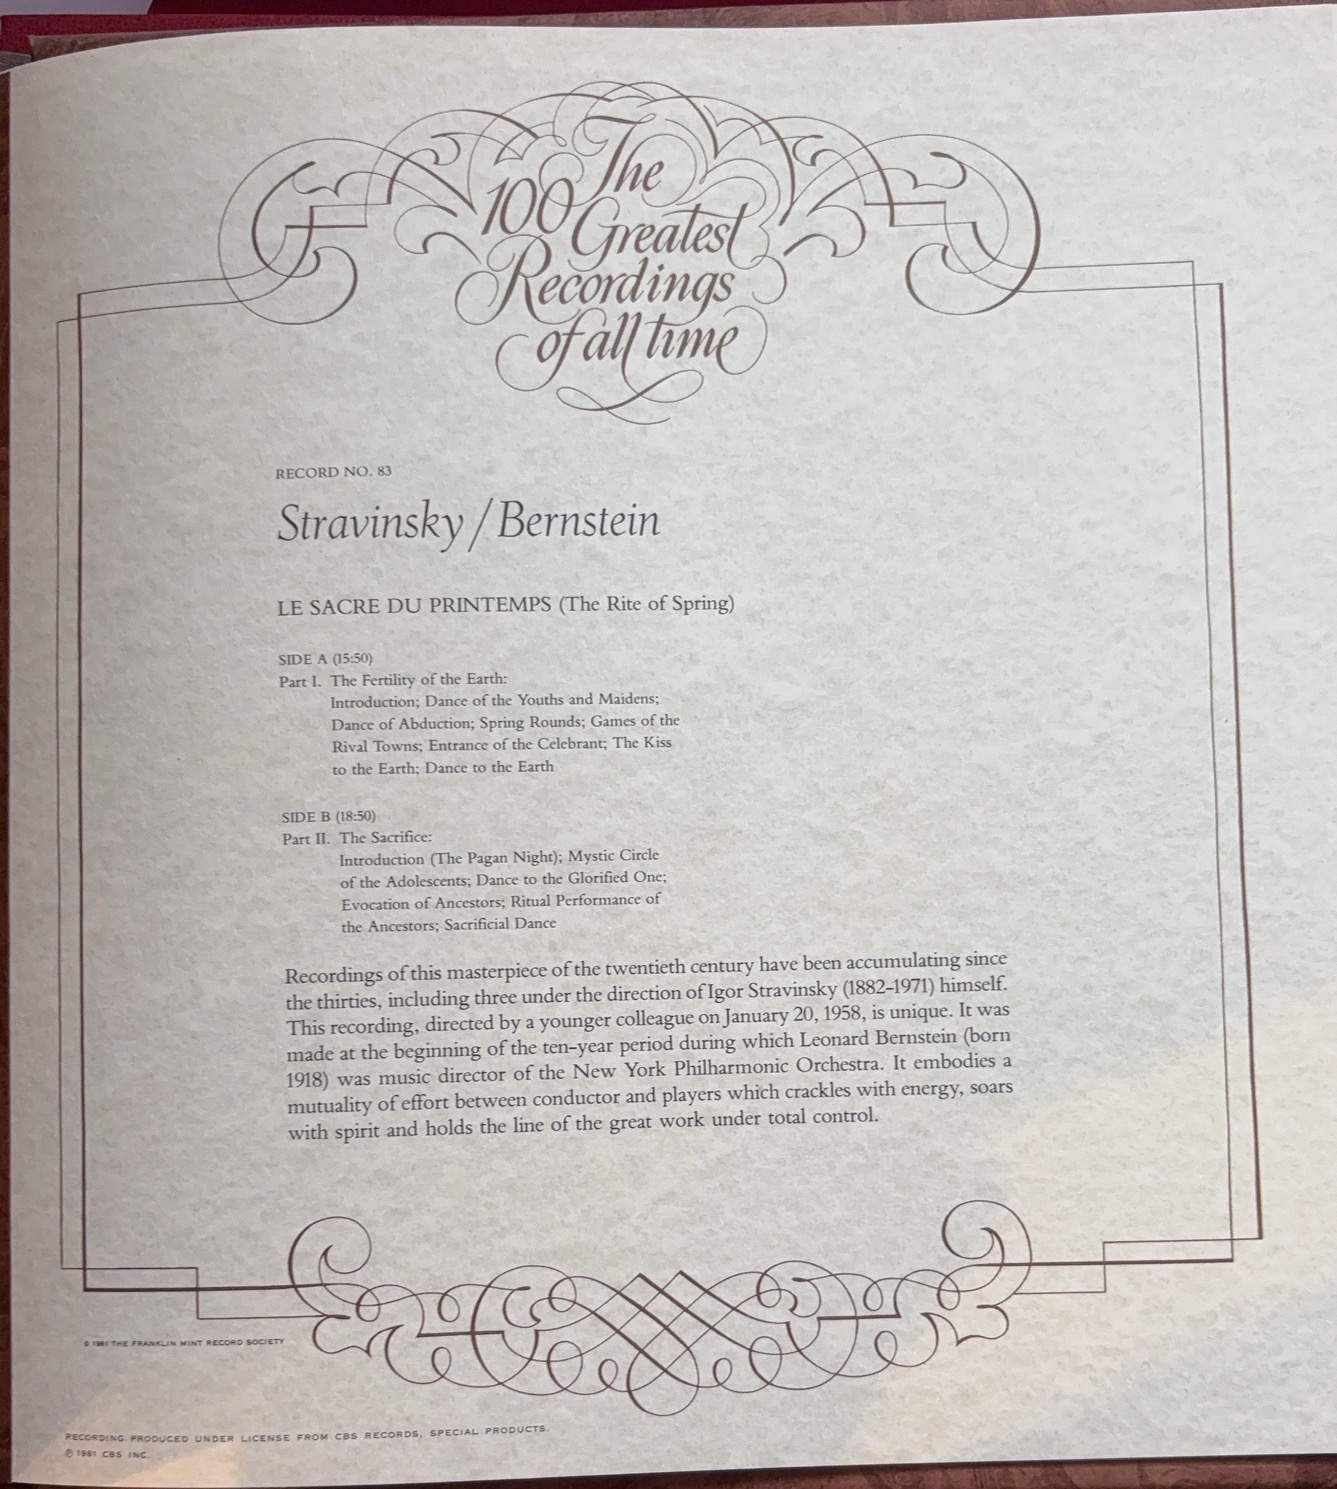 The
100 Greatest
Recordings
of all time
RECORD NO. 83
Stravinsky / Bernstein
LE SACRE DU PRINTEMPS (The Rite of Spring)
SIDE A (15:50)
Part I. The Fertility of the Earth:
Introduction; Dance of the Youths and Maidens;
Dance of Abduction; Spring Rounds; Games of the
Rival Towns; Entrance of the Celebrant; The Kiss
to the Earth; Dance to the Earth
SIDE B (18:50)
Part II. The Sacrifice:
Introduction (The Pagan Night); Mystic Circle
of the Adolescents; Dance to the Glorified One;
Evocation of Ancestors; Ritual Performance of
the Ancestors; Sacrificial Dance
Recordings of this masterpiece of the twentieth century have been accumulating since
the thirties, including three under the direction of Igor Stravinsky (1882–1971) himself.
This recording, directed by a younger colleague on January 20, 1958, is unique. It was
made at the beginning of the ten-year period during which Leonard Bernstein (born
1918) was music director of the New York Philharmonic Orchestra. It embodies a
mutuality of effort between conductor and players which crackles with energy, soars
with spirit and holds the line of the great work under total control.
© 1981 THE FRANKLIN MINT RECORD SOCIETY
RECORDING PRODUCED UNDER LICENSE FROM CBS RECORDS, SPECIAL PRODUCTS.
℗ 1981 CBS INC.